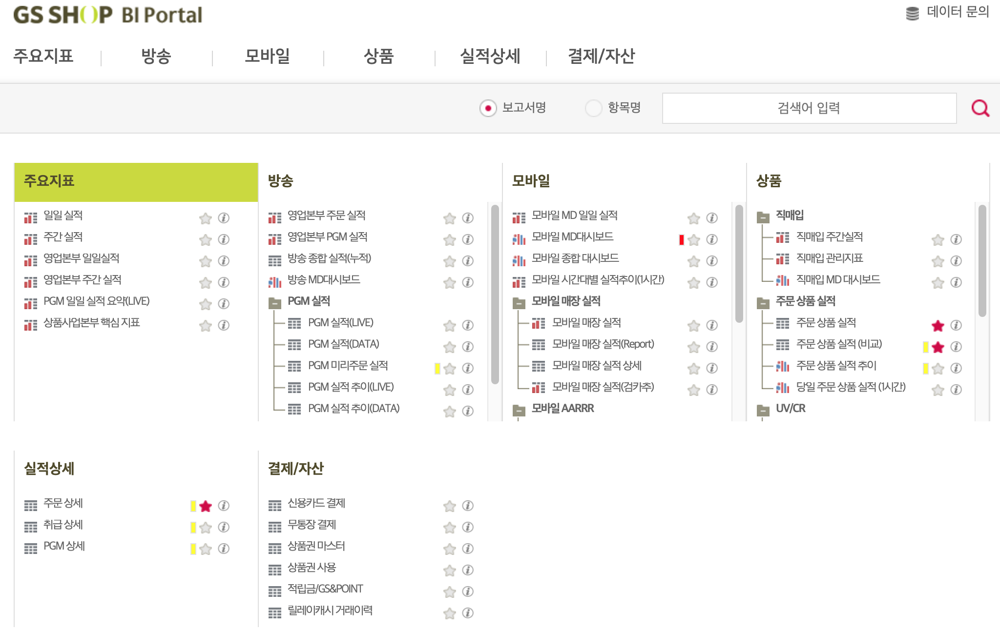 GS SHOP BI Portal
데이터 문의
주요지표
방송
모바일
상품
실적상세
결제/자산
보고서명
항목명
검색어 입력
주요지표
일일 실적
주간 실적
영업본부 일일실적
영업본부 주간 실적
PGM 일일 실적 요약(LIVE)
상품사업본부 핵심 지표
방송
영업본부 주문 실적
영업본부 PGM 실적
방송 종합 실적(누적)
방송 MD대시보드
PGM 실적
PGM 실적(LIVE)
PGM 실적(DATA)
PGM 미리주문 실적
PGM 실적 추이(LIVE)
PGM 실적 추이(DATA)
모바일
모바일 MD 일일 실적
모바일 MD대시보드
모바일 종합 대시보드
모바일 시간대별 실적추이(1시간)
모바일 매장 실적
모바일 매장 실적
모바일 매장 실적(Report)
모바일 매장 실적 상세
모바일 매장 실적(검카추)
모바일 AARRR
상품
직매입
직매입 주간실적
직매입 관리지표
직매입 MD 대시보드
주문 상품 실적
주문 상품 실적
주문 상품 실적 (비교)
주문 상품 실적 추이
당일 주문 상품 실적 (1시간)
UV/CR
실적상세
주문 상세
취급 상세
PGM 상세
결제/자산
신용카드 결제
무통장 결제
상품권 마스터
상품권 사용
적립금/GS&POINT
릴레이캐시 거래이력